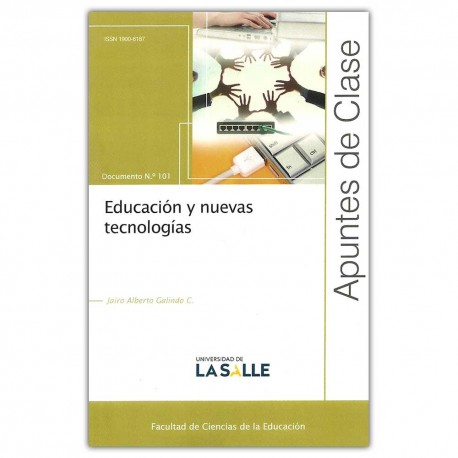 ISSN 1900-6187
Documento N.º 101
Educación y nuevas
tecnologías
Jairo Alberto Galindo C.
Apuntes de Clase
UNIVERSIDAD DE
LA SALLE
Facultad de Ciencias de la Educación